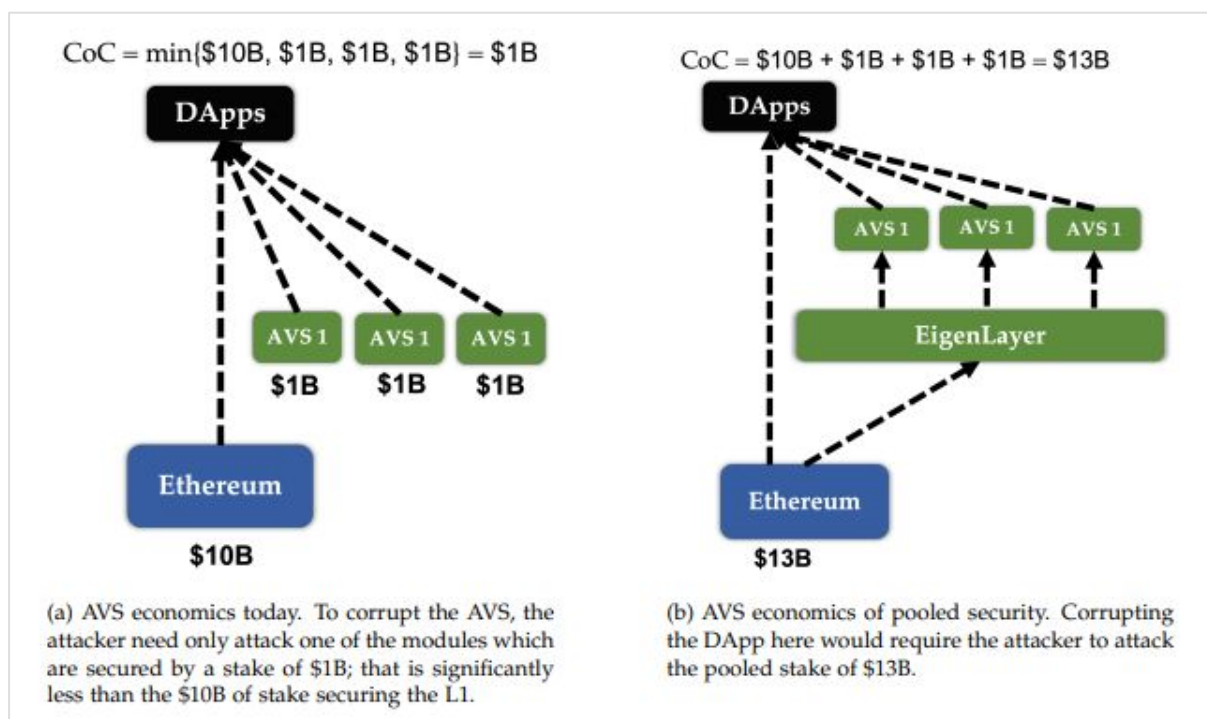 CoC = min{$10B, $1B, $1B, $1B} = $1B
DApps
AVS 1 AVS 1 AVS 1
$1B $1B $1B
Ethereum
$10B
(a) AVS economics today. To corrupt the AVS, the
attacker need only attack one of the modules which
are secured by a stake of $1B; that is significantly
less than the $10B of stake securing the L1.
CoC = $10B + $1B + $1B + $1B = $13B
DApps
AVS 1 AVS 1 AVS 1
EigenLayer
Ethereum
$13B
(b) AVS economics of pooled security. Corrupting
the DApp here would require the attacker to attack
the pooled stake of $13B.